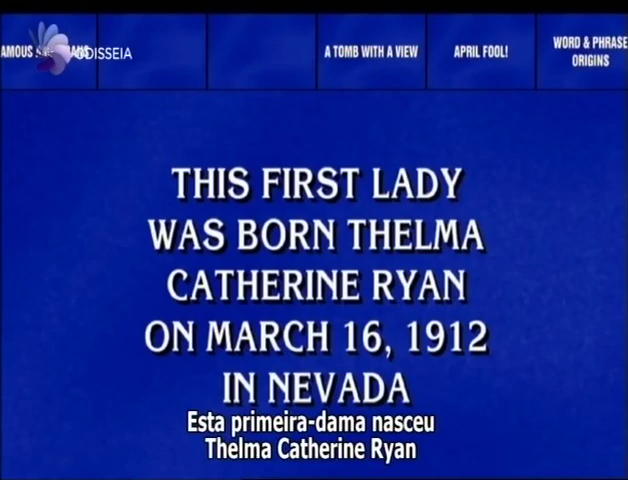 ODISSEIA
A TOMB WITH A VIEW
APRIL FOOL!
WORD & PHRASE
ORIGINS
THIS FIRST LADY
WAS BORN THELMA
CATHERINE RYAN
ON MARCH 16, 1912
IN NEVADA
Esta primeira-dama nasceu
Thelma Catherine Ryan